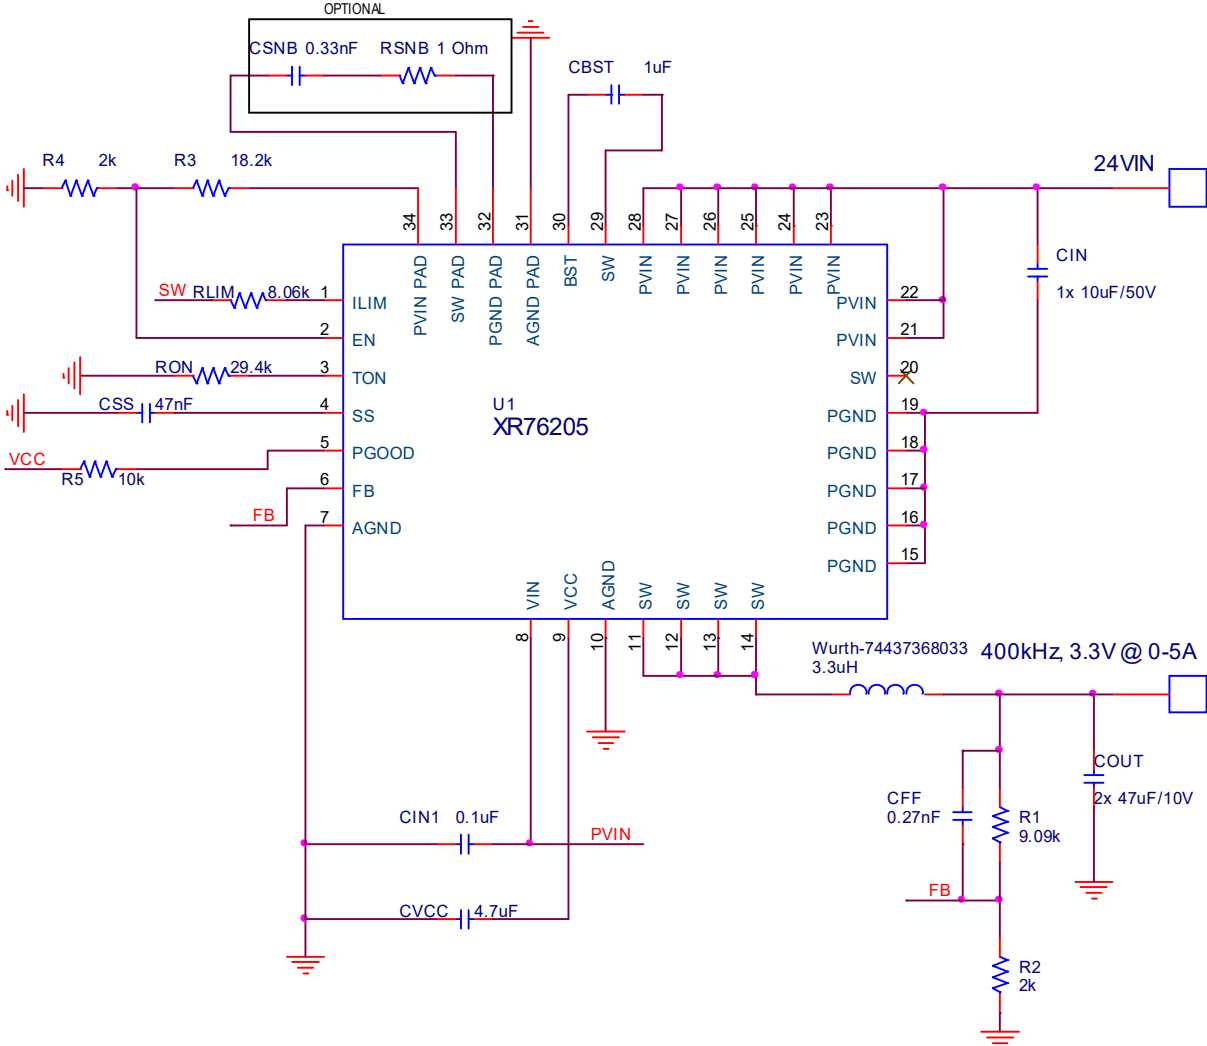 OPTIONAL
CSNB 0.33nF RSNB 1 Ohm
CBST 1uF
R4 2k R3 18.2k
24VIN
34 33 32 31 30 29 28 27 26 25 24 23
PVIN PAD
SW PAD
PGND PAD
AGND PAD
BST
SW
PVIN
PVIN
PVIN
PVIN
PVIN
PVIN
CIN
1x 10uF/50V
SW RLIM 8.06k 1 ILIM
2 EN
RON 29.4k 3 TON
CSS 47nF 4 SS
5 PGOOD
VCC
R5 10k
6 FB
FB
7 AGND
U1
XR76205
PVIN 22
PVIN 21
SW 20
PGND 19
PGND 18
PGND 17
PGND 16
PGND 15
VIN
VCC
AGND
SW
SW
SW
SW
8 9 10 11 12 13 14
Wurth-74437368033
3.3uH
400kHz, 3.3V @ 0-5A
COUT
2x 47uF/10V
CFF
0.27nF
R1
9.09k
CIN1 0.1uF
PVIN
FB
CVCC 4.7uF
R2
2k